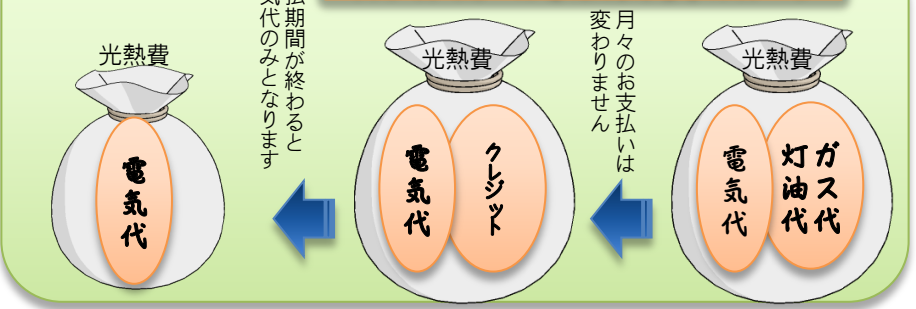 光熱費
ガス代
灯油代
電気代
月々のお支払いは
変わりません
光熱費
クレジット
電気代
払期間が終わると
気代のみとなります
光熱費
電気代